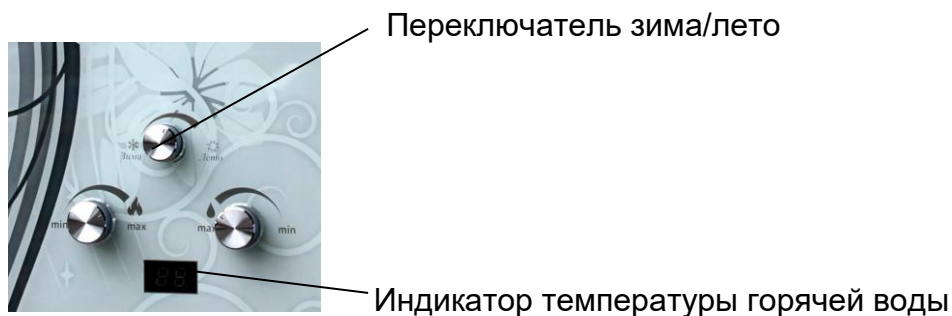 Переключатель зима/лето
Зима
Лето
min
max
max
min
Индикатор температуры горячей воды